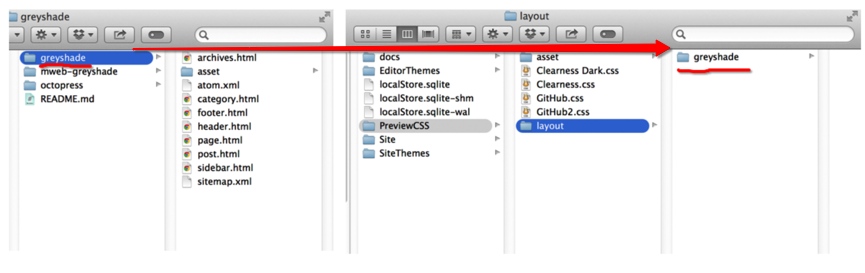 greyshade
greyshade
mweb-greyshade
octopress
README.md
archives.html
asset
atom.xml
category.html
footer.html
header.html
page.html
post.html
sidebar.html
sitemap.xml
layout
docs
EditorThemes
localStore.sqlite
localStore.sqlite-shm
localStore.sqlite-wal
PreviewCSS
Site
SiteThemes
asset
Clearness Dark.css
Clearness.css
GitHub.css
GitHub2.css
layout
greyshade